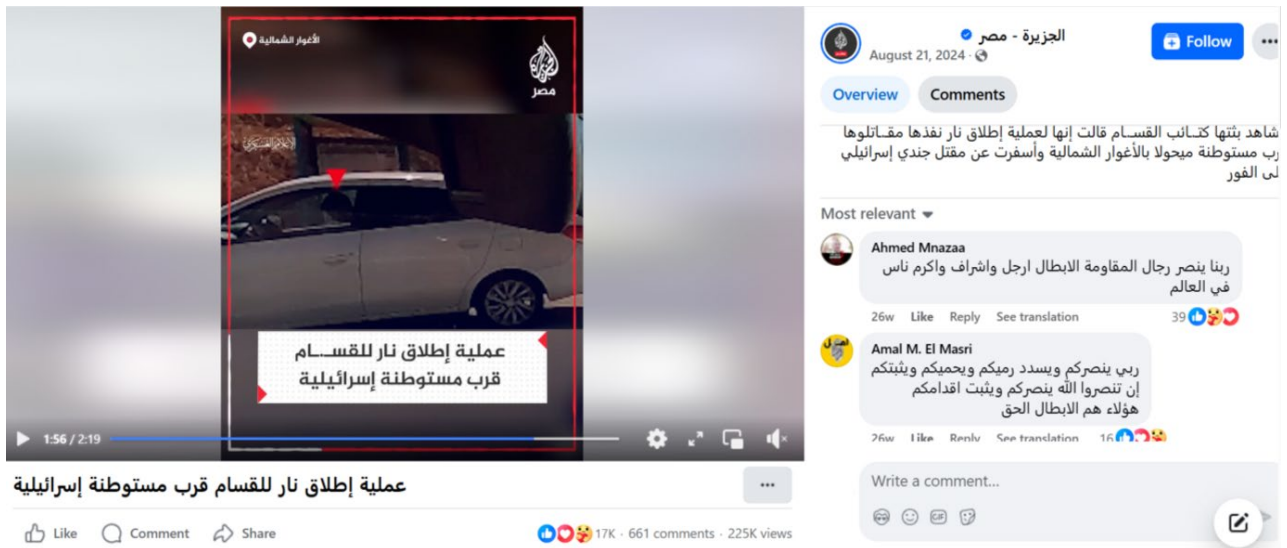 الأغوار الشمالية
مصر
الإعلام العسكري
عملية إطلاق نار للقســام
قرب مستوطنة إسرائيلية
1:56 / 2:19
عملية إطلاق نار للقسام قرب مستوطنة إسرائيلية
Like
Comment
Share
17K · 661 comments · 225K views
الجزيرة - مصر
August 21, 2024
Follow
Overview
Comments
شاهد بثتها كتــائب القســام قالت إنها لعملية إطلاق نار نفذها مقــاتلوها
رب مستوطنة ميحولا بالأغوار الشمالية وأسفرت عن مقتل جندي إسرائيلي
لى الفور
Most relevant
Ahmed Mnazaa
ربنا ينصر رجال المقاومة الابطال ارجل واشراف واكرم ناس
في العالم
26w Like Reply See translation 39
Amal M. El Masri
ربي ينصركم ويسدد رميكم ويحميكم ويثبتكم
إن تنصروا الله ينصركم ويثبت اقدامكم
هؤلاء هم الابطال الحق
26w Like Reply See translation 16
Write a comment...
GIF